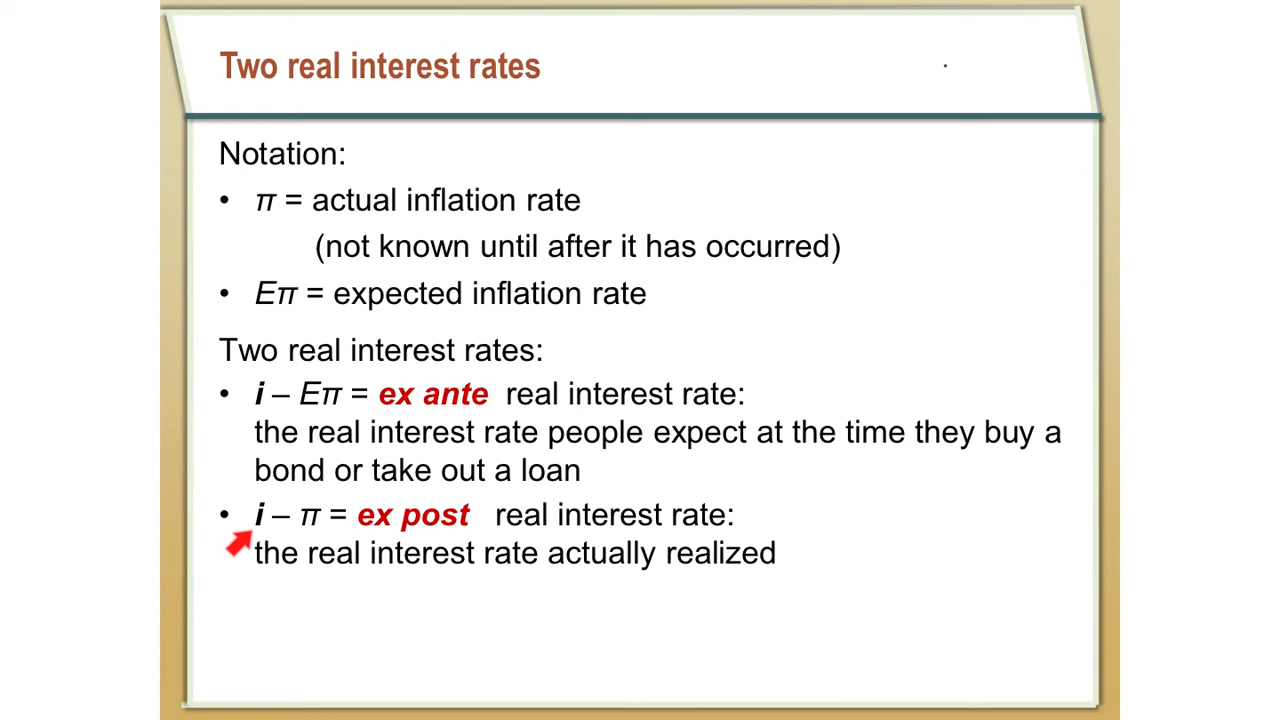 Two real interest rates
Notation:
• π = actual inflation rate
(not known until after it has occurred)
• Eπ = expected inflation rate
Two real interest rates:
• i – Eπ = ex ante real interest rate:
the real interest rate people expect at the time they buy a
bond or take out a loan
• i – π = ex post real interest rate:
the real interest rate actually realized